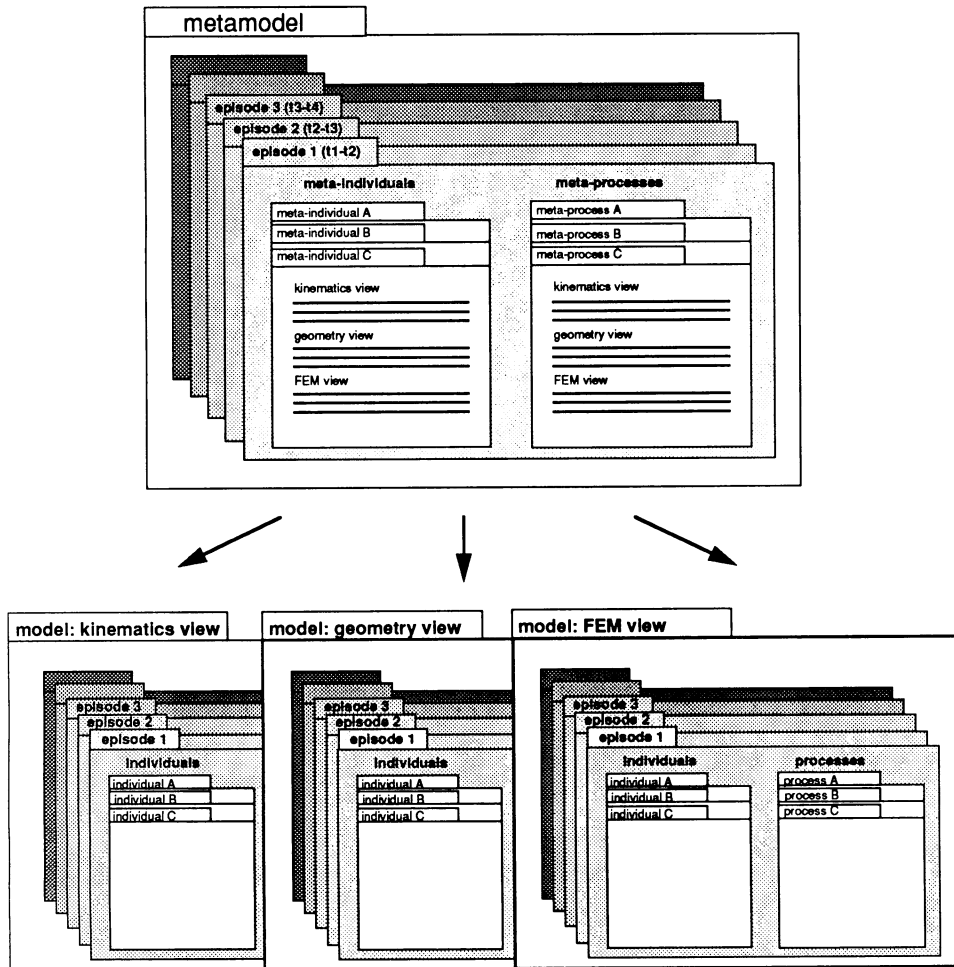 metamodel
episode 3 (t3-t4)
episode 2 (t2-t3)
episode 1 (t1-t2)
meta-individuals
meta-individual A
meta-individual B
meta-individual C
kinematics view
geometry view
FEM view
meta-processes
meta-process A
meta-process B
meta-process C
kinematics view
geometry view
FEM view
model: kinematics view
episode 3
episode 2
episode 1
individuals
individual A
individual B
individual C
model: geometry view
episode 3
episode 2
episode 1
individuals
individual A
individual B
individual C
model: FEM view
episode 3
episode 2
episode 1
individuals
individual A
individual B
individual C
processes
process A
process B
process C